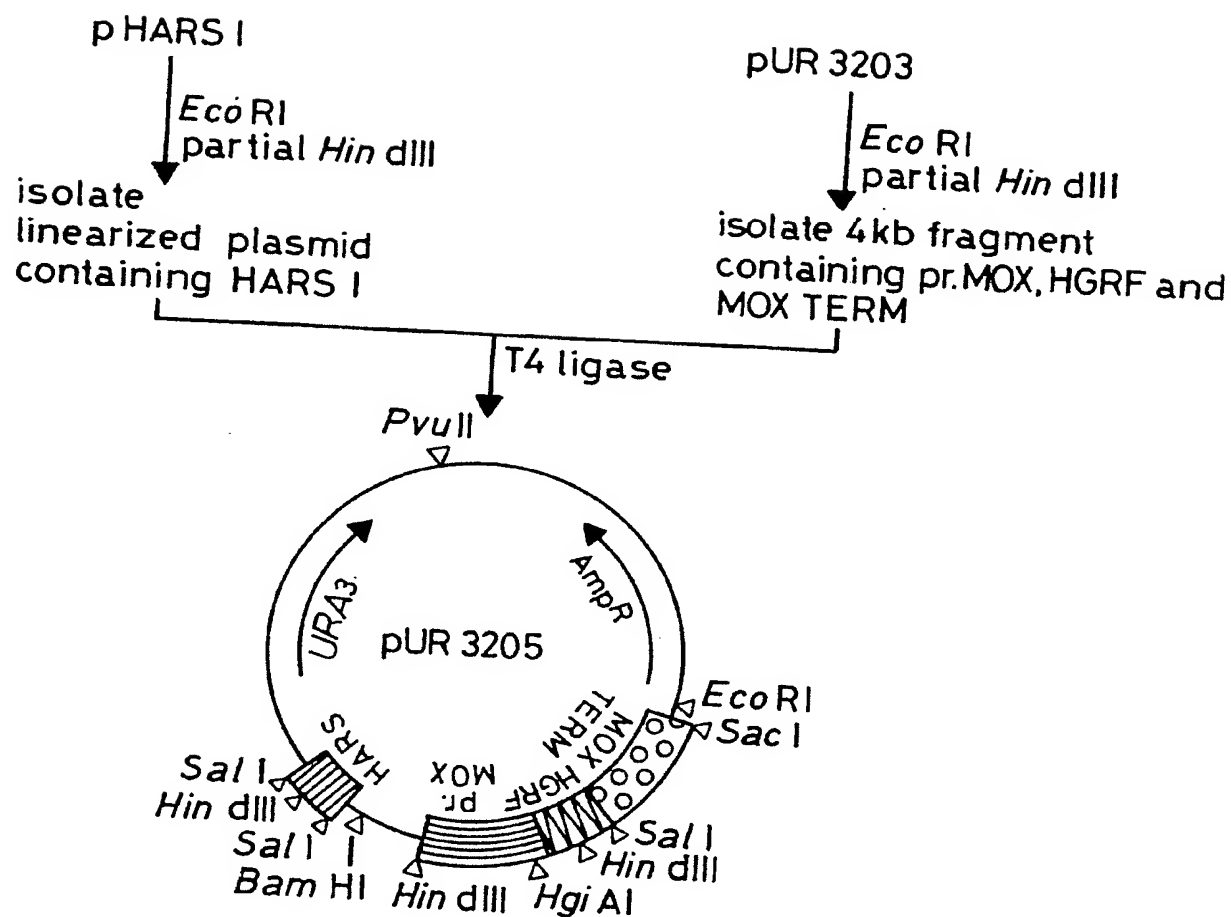 p HARS I
Eco RI
partial Hin dIII
isolate
linearized plasmid
containing HARS I
pUR 3203
Eco RI
partial Hin dIII
isolate 4kb fragment
containing pr.MOX, HGRF and
MOX TERM
T4 ligase
Pvu II
URA3
AmpR
pUR 3205
Eco RI
Sac I
MOX
TERM
HGRF
pr.
MOX
HARS
Sal I
Hin dIII
Sal I
Bam HI
Hin dIII
Hgi AI
Sal I
Hin dIII